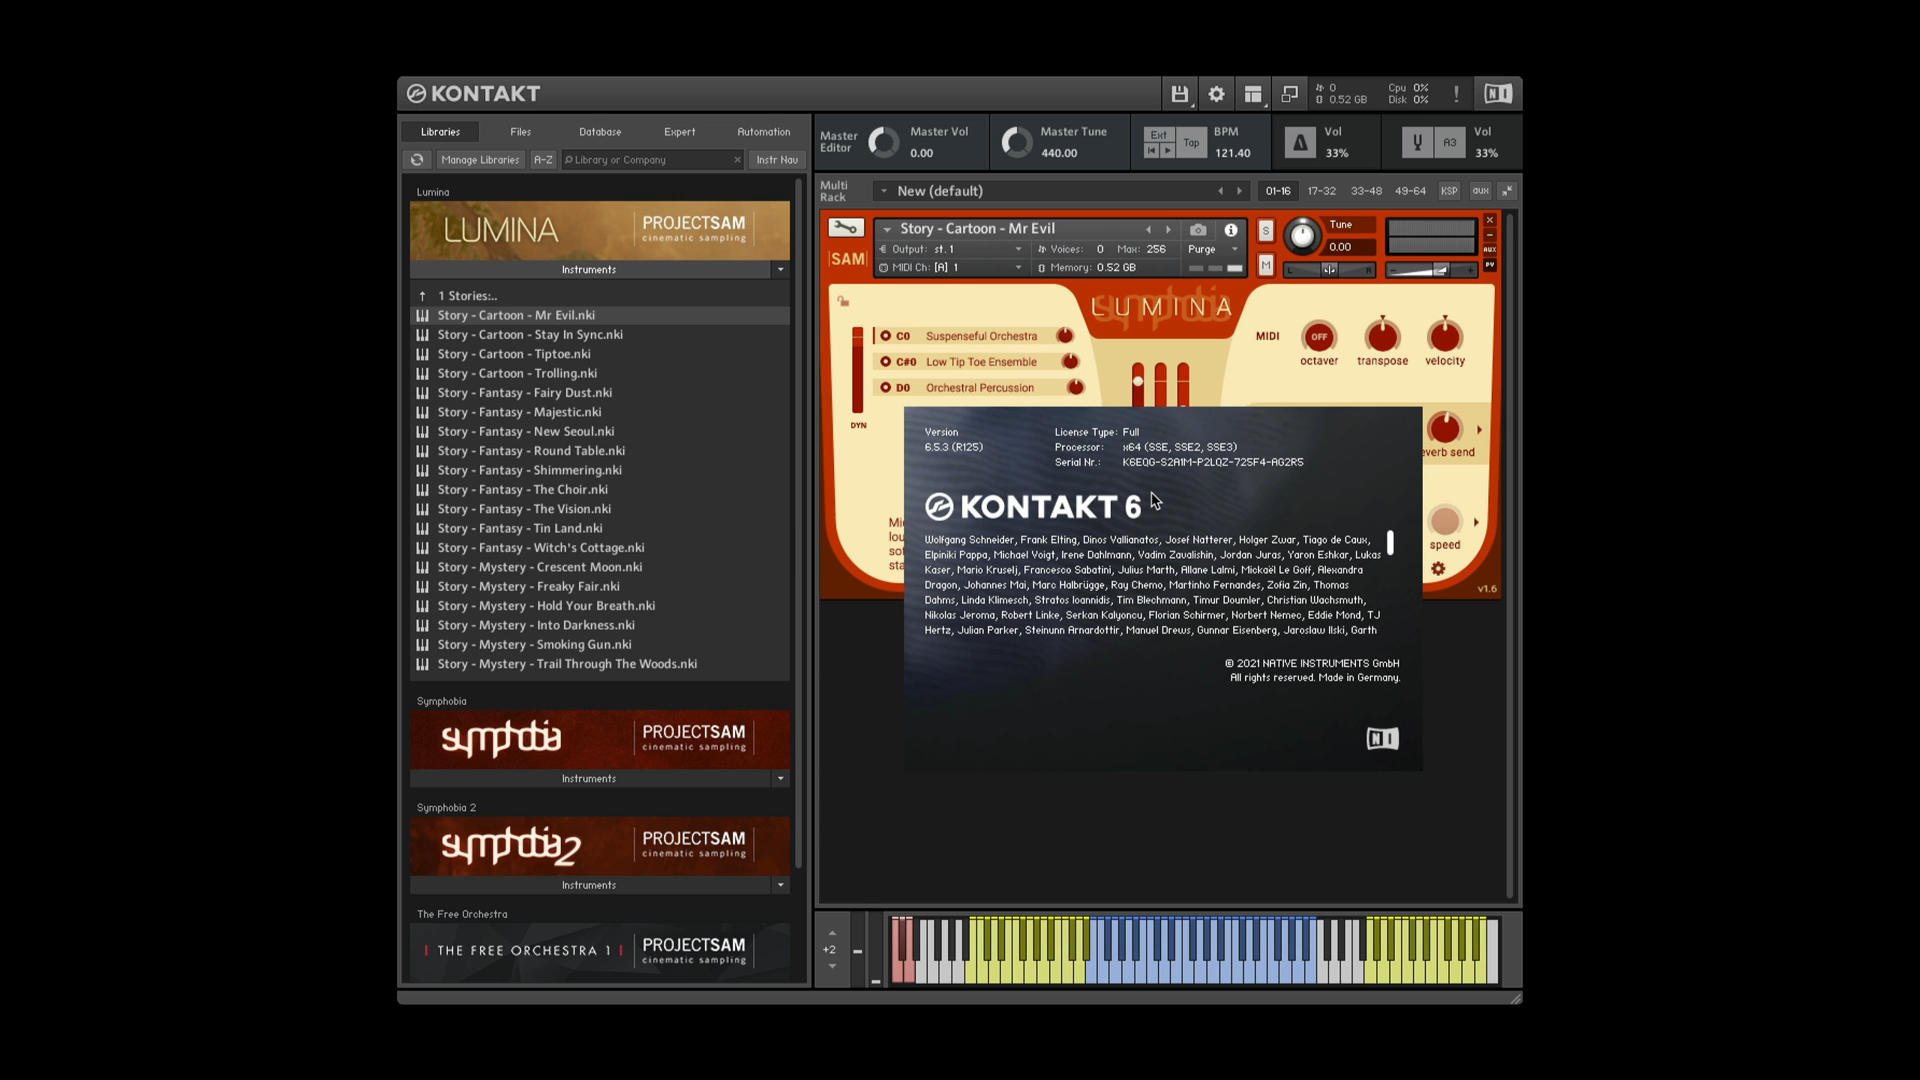 KONTAKT
0
0.52 GB
Cpu 0%
Disk 0%
!
NI
Libraries
Files
Database
Expert
Automation
Manage Libraries
A-Z
Library or Company
×
Instr Nav
Master
Editor
Master Vol
0.00
Master Tune
440.00
Ext
Tap
BPM
121.40
Vol
33%
A3
Vol
33%
Multi
Rack
New (default)
01-16
17-32
33-48
49-64
KSP
aux
Lumina
LUMINA
PROJECTSAM
cinematic sampling
Instruments
1 Stories:..
Story - Cartoon - Mr Evil.nki
Story - Cartoon - Stay In Sync.nki
Story - Cartoon - Tiptoe.nki
Story - Cartoon - Trolling.nki
Story - Fantasy - Fairy Dust.nki
Story - Fantasy - Majestic.nki
Story - Fantasy - New Seoul.nki
Story - Fantasy - Round Table.nki
Story - Fantasy - Shimmering.nki
Story - Fantasy - The Choir.nki
Story - Fantasy - The Vision.nki
Story - Fantasy - Tin Land.nki
Story - Fantasy - Witch's Cottage.nki
Story - Mystery - Crescent Moon.nki
Story - Mystery - Freaky Fair.nki
Story - Mystery - Hold Your Breath.nki
Story - Mystery - Into Darkness.nki
Story - Mystery - Smoking Gun.nki
Story - Mystery - Trail Through The Woods.nki
Symphobia
symphobia
PROJECTSAM
cinematic sampling
Instruments
Symphobia 2
symphobia2
PROJECTSAM
cinematic sampling
Instruments
The Free Orchestra
THE FREE ORCHESTRA 1
PROJECTSAM
cinematic sampling
Story - Cartoon - Mr Evil
Output: st. 1
Voices: 0 Max: 256
Purge
MIDI Ch: [A] 1
Memory: 0.52 GB
SAM
S
M
Tune
0.00
L
R
AUX
PV
symphobia
LUMINA
C0 Suspenseful Orchestra
C#0 Low Tip Toe Ensemble
D0 Orchestral Percussion
DYN
MIDI
OFF
octaver
transpose
velocity
everb send
speed
v1.6
Mi
lou
sof
sta
Version
6.5.3 (R125)
License Type: Full
Processor: x64 (SSE, SSE2, SSE3)
Serial Nr.: K6EQG-S2A1M-P2LQZ-725F4-AG2R5
KONTAKT 6
Wolfgang Schneider, Frank Elting, Dinos Vallianatos, Josef Natterer, Holger Zwar, Tiago de Caux,
Elpiniki Pappa, Michael Voigt, Irene Dahlmann, Vadim Zavalishin, Jordan Juras, Yaron Eshkar, Lukas
Kaser, Mario Kruselj, Francesco Sabatini, Julius Marth, Allane Lalmi, Mickaël Le Goff, Alexandra
Dragon, Johannes Mai, Marc Halbrügge, Ray Chemo, Martinho Fernandes, Zofia Zin, Thomas
Dahms, Linda Klimesch, Stratos Ioannidis, Tim Blechmann, Timur Doumler, Christian Wachsmuth,
Nikolas Jeroma, Robert Linke, Serkan Kalyoncu, Florian Schirmer, Norbert Nemec, Eddie Mond, TJ
Hertz, Julian Parker, Steinunn Arnardottir, Manuel Drews, Gunnar Eisenberg, Jaroslaw Ilski, Garth
© 2021 NATIVE INSTRUMENTS GmbH
All rights reserved. Made in Germany.
NI
+2